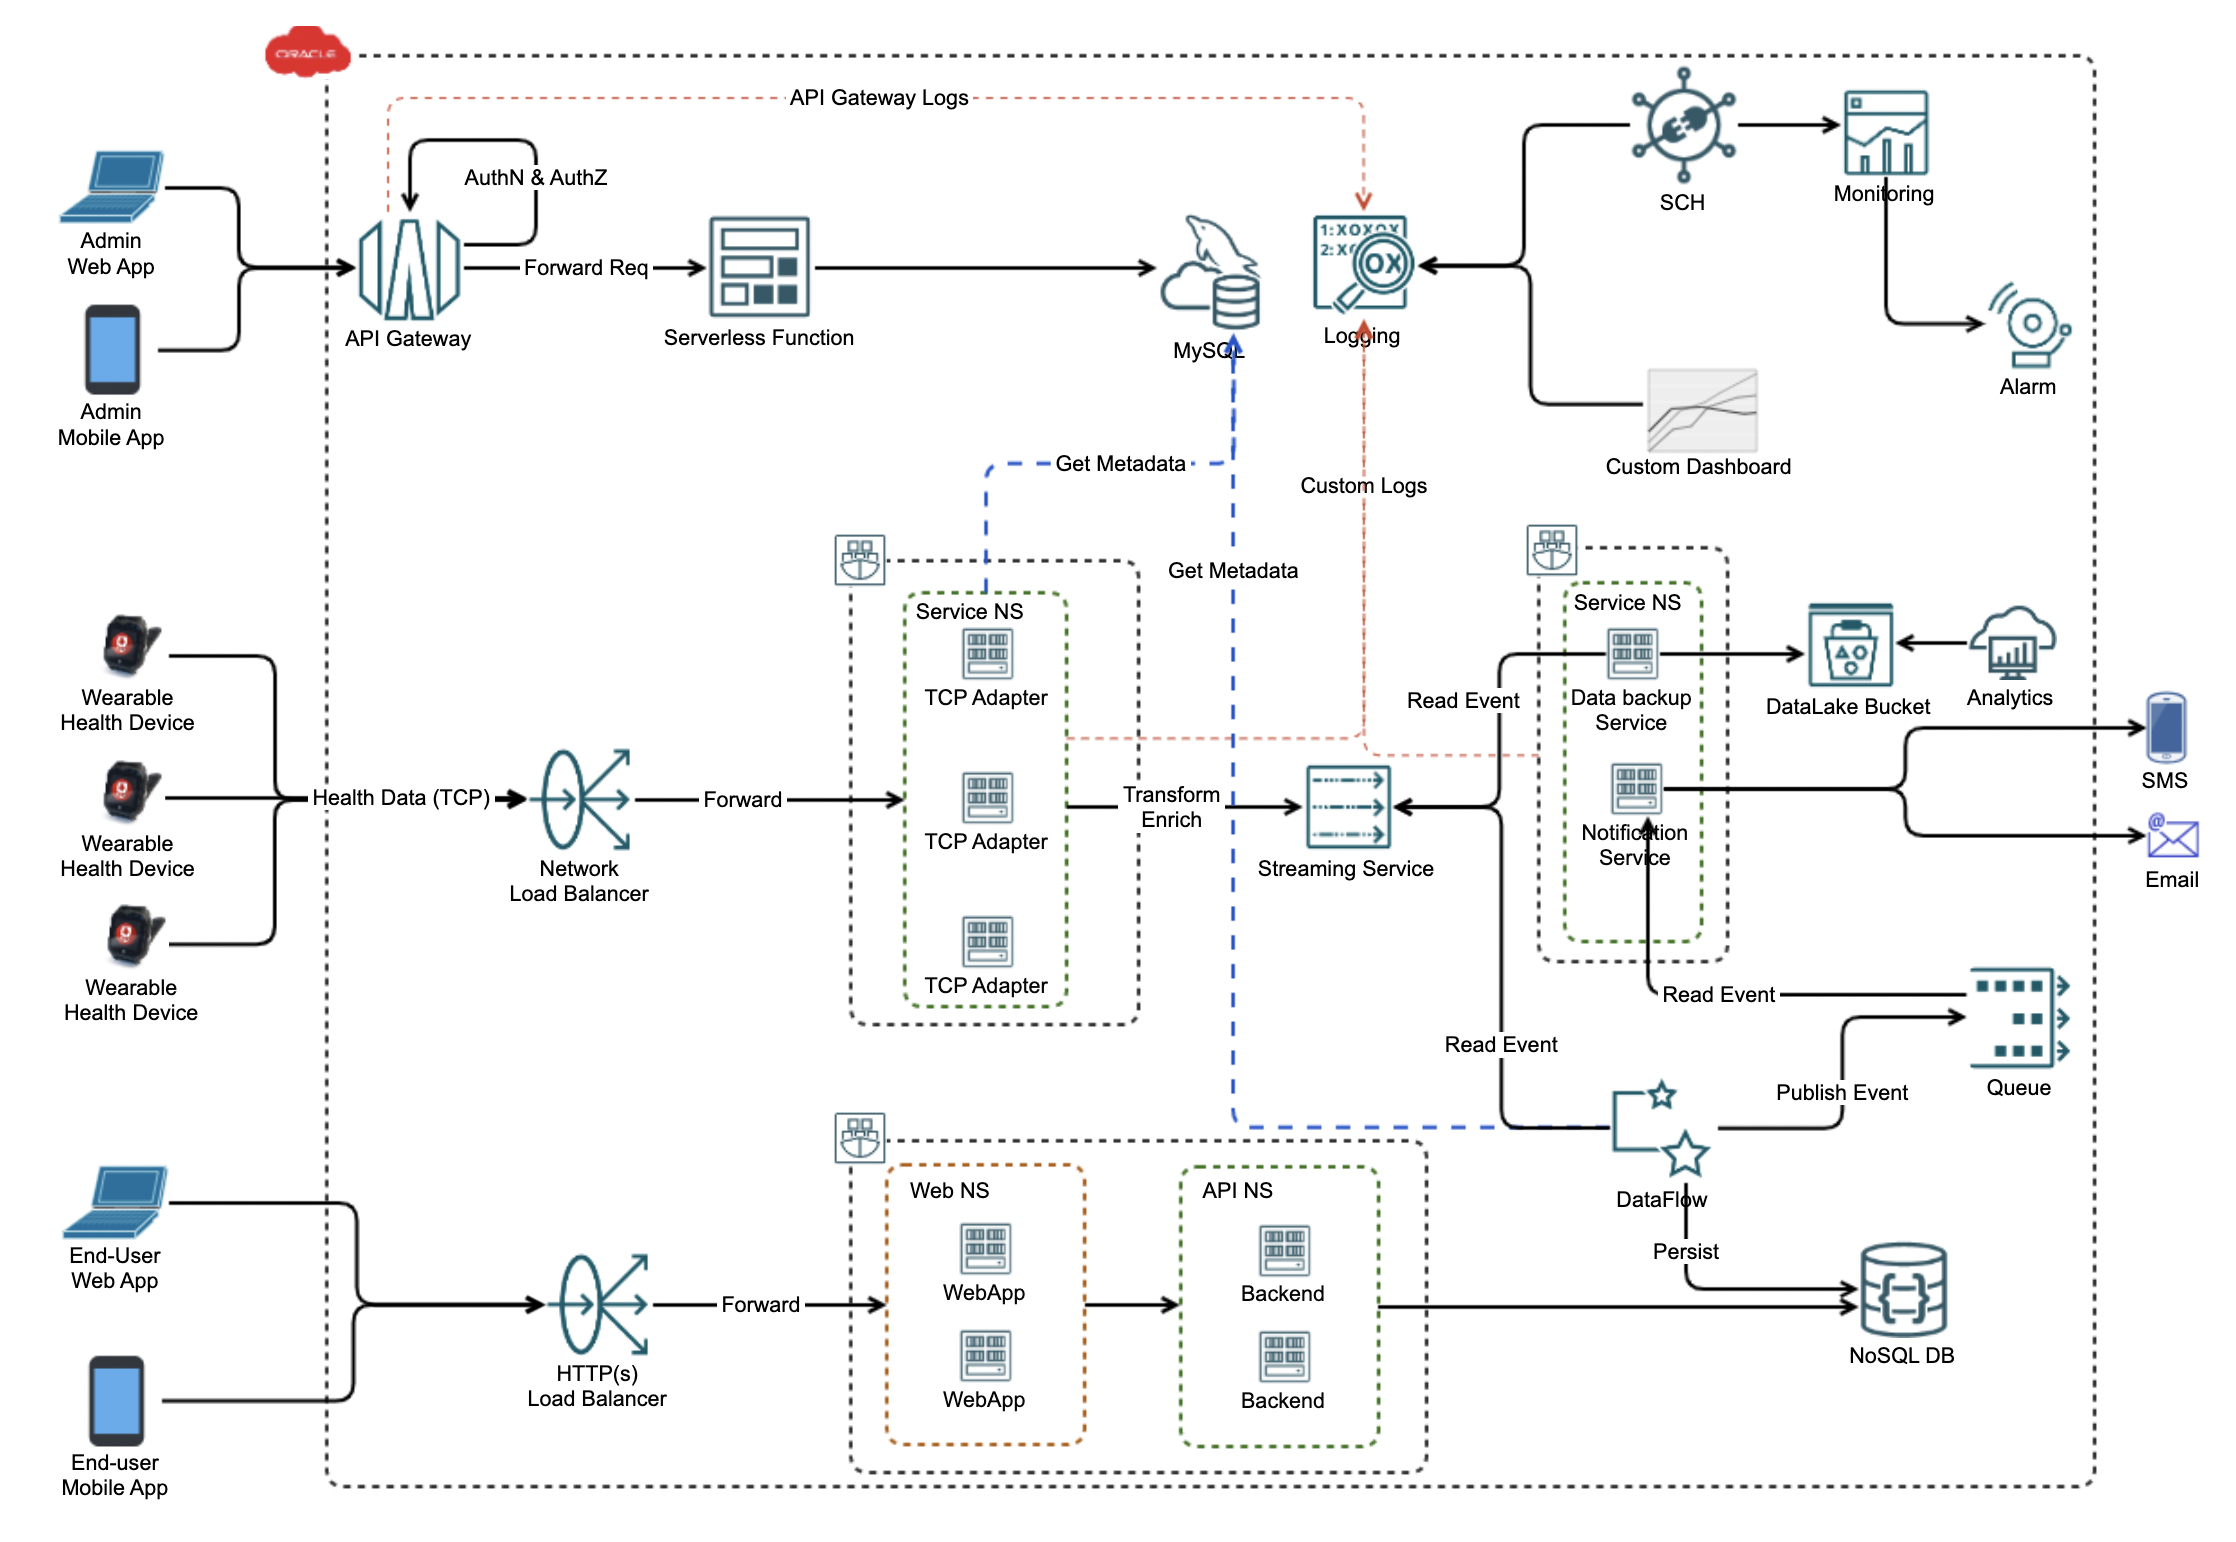 ORACLE
API Gateway Logs
AuthN & AuthZ
Admin
Web App
Forward Req
API Gateway
Serverless Function
MySQL
1:XOXOX
2:XO
OX
Logging
SCH
Monitoring
Alarm
Custom Dashboard
Admin
Mobile App
Get Metadata
Custom Logs
Get Metadata
Service NS
TCP Adapter
TCP Adapter
TCP Adapter
Service NS
Data backup
Service
Notification
Service
Read Event
DataLake Bucket
Analytics
SMS
@
Email
Wearable
Health Device
Wearable
Health Device
Wearable
Health Device
Health Data (TCP)
Network
Load Balancer
Forward
Transform
Enrich
Streaming Service
Read Event
Read Event
Publish Event
Queue
DataFlow
Persist
NoSQL DB
End-User
Web App
End-user
Mobile App
HTTP(s)
Load Balancer
Forward
Web NS
WebApp
WebApp
API NS
Backend
Backend